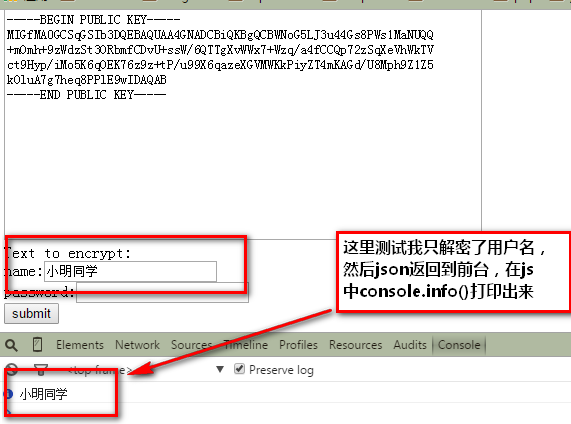 -----BEGIN PUBLIC KEY-----
MIGfMA0GCSqGSIb3DQEBAQUAA4GNADCBiQKBgQCBWNoG5LJ3u44Gs8PWs1MaNUQQ
+mOmh+9zWdzSt3ORbmfCDvU+ssW/6QTTgXvWWx7+Wzq/a4fCCQp72zSqXeVhWkTV
ct9Hyp/iMo5K6qOEK76z9z+tP/u99X6qazeXGVMWKkPiyZT4mKAGd/U8Mph9Z1Z5
kOluA7g7heq8PPlE9wIDAQAB
-----END PUBLIC KEY-----
Text to encrypt:
name:小明同学
password:
submit
这里测试我只解密了用户名，
然后json返回到前台，在js
中console.info()打印出来
Elements Network Sources Timeline Profiles Resources Audits Console
<top frame> Preserve log
小明同学